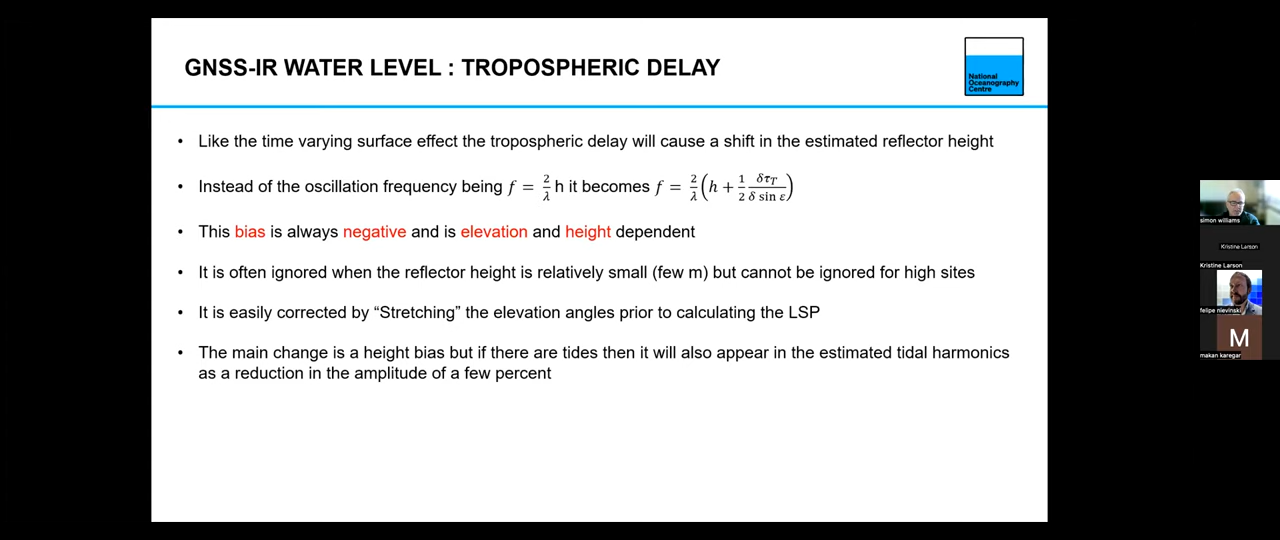 GNSS-IR WATER LEVEL : TROPOSPHERIC DELAY
National
Oceanography
Centre
• Like the time varying surface effect the tropospheric delay will cause a shift in the estimated reflector height
• Instead of the oscillation frequency being f = 2/λ h it becomes f = 2/λ (h + 1/2 δτT/δ sin ε)
• This bias is always negative and is elevation and height dependent
• It is often ignored when the reflector height is relatively small (few m) but cannot be ignored for high sites
• It is easily corrected by “Stretching” the elevation angles prior to calculating the LSP
• The main change is a height bias but if there are tides then it will also appear in the estimated tidal harmonics
as a reduction in the amplitude of a few percent
simon williams
Kristine Larson
Kristine Larson
felipe nievinski
M
makan karegar